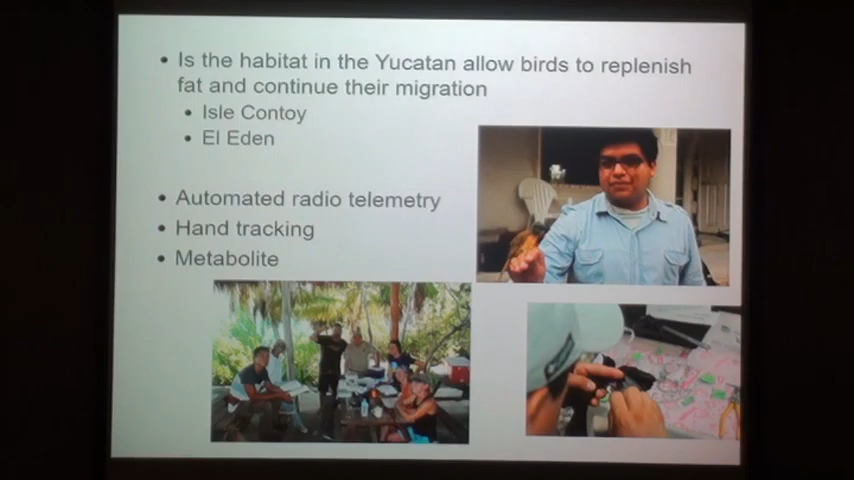 • Is the habitat in the Yucatan allow birds to replenish
fat and continue their migration
• Isle Contoy
• El Eden
• Automated radio telemetry
• Hand tracking
• Metabolite